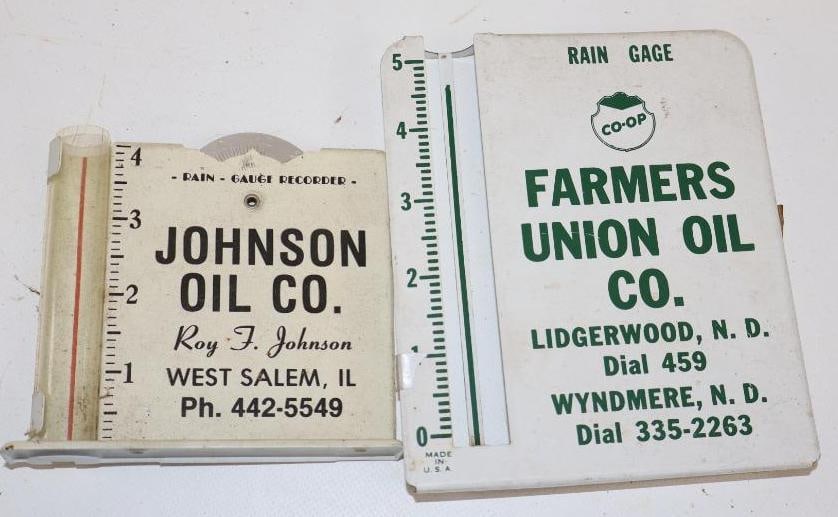 4
3
2
1
- RAIN - GAUGE RECORDER -
JOHNSON
OIL CO.
Roy F. Johnson
WEST SALEM, IL
Ph. 442-5549
5
4
3
2
1
0
MADE
IN
U.S.A
RAIN GAGE
CO-OP
FARMERS
UNION OIL
CO.
LIDGERWOOD, N. D.
Dial 459
WYNDMERE, N. D.
Dial 335-2263